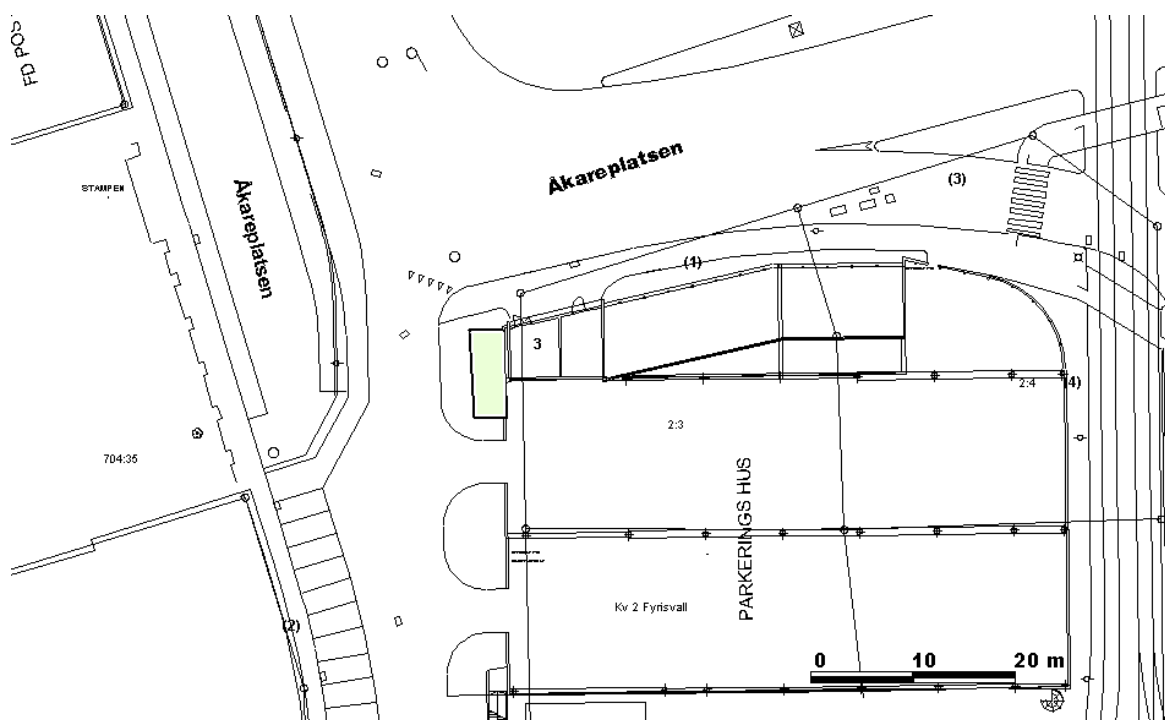 FD POS
Åkareplatsen
(3)
STAMPEN
Åkareplatsen
(1)
3
2:4
4)
2:3
704:35
PARKERINGS HUS
Kv 2 Fyrisvall
(2)
0 10 20 m